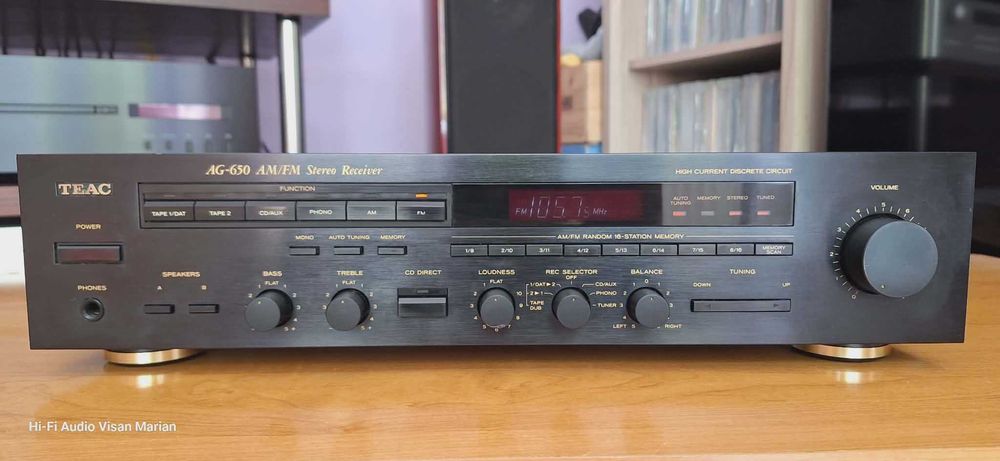 AG-650 AM/FM Stereo Receiver
HIGH CURRENT DISCRETE CIRCUIT
TEAC
FUNCTION
TAPE 1/DAT TAPE 2 CD/AUX PHONO AM FM
FM 105.7 MHz
AUTO TUNING MEMORY STEREO TUNED
VOLUME
POWER
MONO AUTO TUNING MEMORY
AM/FM RANDOM 16-STATION MEMORY
1/9 2/10 3/11 4/12 5/13 6/14 7/15 8/16 MEMORY SCAN
PHONES
SPEAKERS
A B
BASS
FLAT
TREBLE
FLAT
CD DIRECT
LOUDNESS
FLAT
REC SELECTOR
OFF
1/DAT▶2
2▶1
TAPE DUB
CD/AUX
PHONO
TUNER
BALANCE
LEFT RIGHT
TUNING
DOWN UP
Hi-Fi Audio Visan Marian